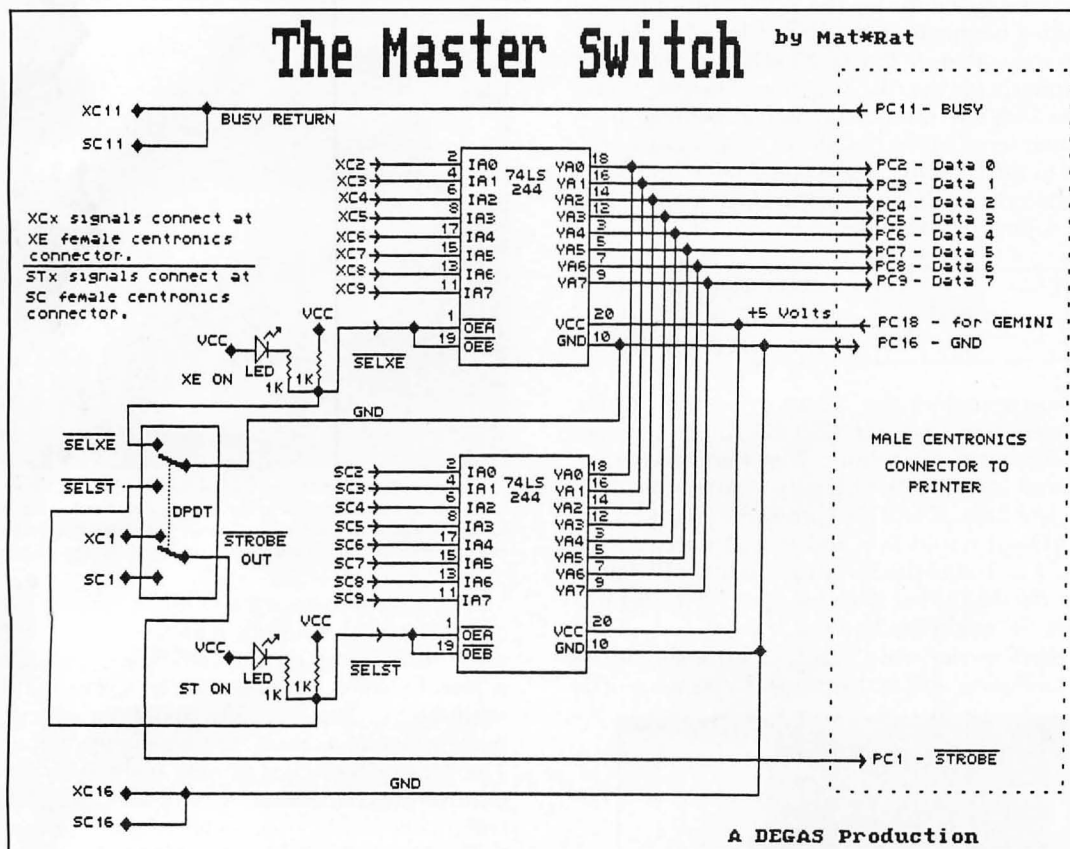 The Master Switch by Mat*Rat
XC11
SC11
BUSY RETURN
PC11 - BUSY
XC2
XC3
XC4
XC5
XC6
XC7
XC8
XC9
2
4
6
8
17
15
13
11
IA0
IA1
IA2
IA3
IA4
IA5
IA6
IA7
74LS
244
YA0
YA1
YA2
YA3
YA4
YA5
YA6
YA7
18
16
14
12
3
5
7
9
PC2 - Data 0
PC3 - Data 1
PC4 - Data 2
PC5 - Data 3
PC6 - Data 4
PC7 - Data 5
PC8 - Data 6
PC9 - Data 7
XCx signals connect at
XE female centronics
connector.
STx signals connect at
SC female centronics
connector.
VCC
VCC
LED
XE ON
1K
1K
SELXE
1
19
OEA
OEB
VCC
GND
20
10
+5 Volts
PC18 - for GEMINI
PC16 - GND
GND
SELXE
SELST
DPDT
XC1
SC1
STROBE
OUT
SC2
SC3
SC4
SC5
SC6
SC7
SC8
SC9
2
4
6
8
17
15
13
11
IA0
IA1
IA2
IA3
IA4
IA5
IA6
IA7
74LS
244
YA0
YA1
YA2
YA3
YA4
YA5
YA6
YA7
18
16
14
12
3
5
7
9
MALE CENTRONICS
CONNECTOR TO
PRINTER
VCC
VCC
LED
ST ON
1K
1K
SELST
1
19
OEA
OEB
VCC
GND
20
10
PC1 - STROBE
XC16
SC16
GND
A DEGAS Production